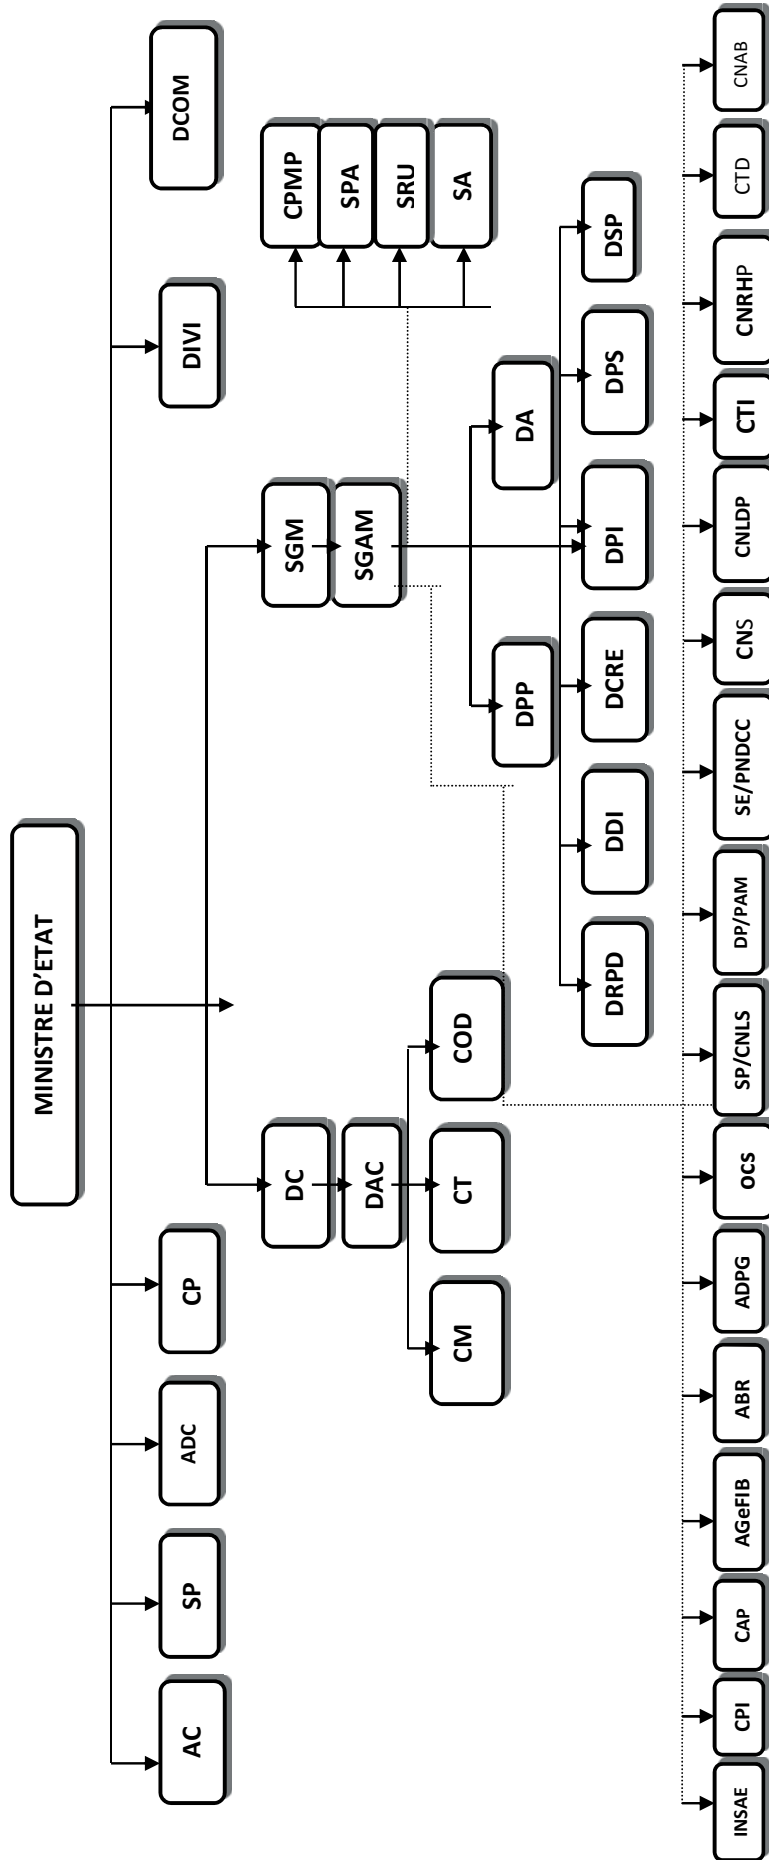 MINISTRE D'ETAT
AC
SP
ADC
CP
DIVI
DCOM
DC
SGM
DAC
SGAM
CPMP
SPA
SRU
SA
CM
CT
COD
DPP
DA
DRPD
DDI
DCRE
DPI
DPS
DSP
INSAE
CPI
CAP
AGeFIB
ABR
ADPG
OCS
SP/CNLS
DP/PAM
SE/PNDCC
CNS
CNLDP
CTI
CNRHP
CTD
CNAB